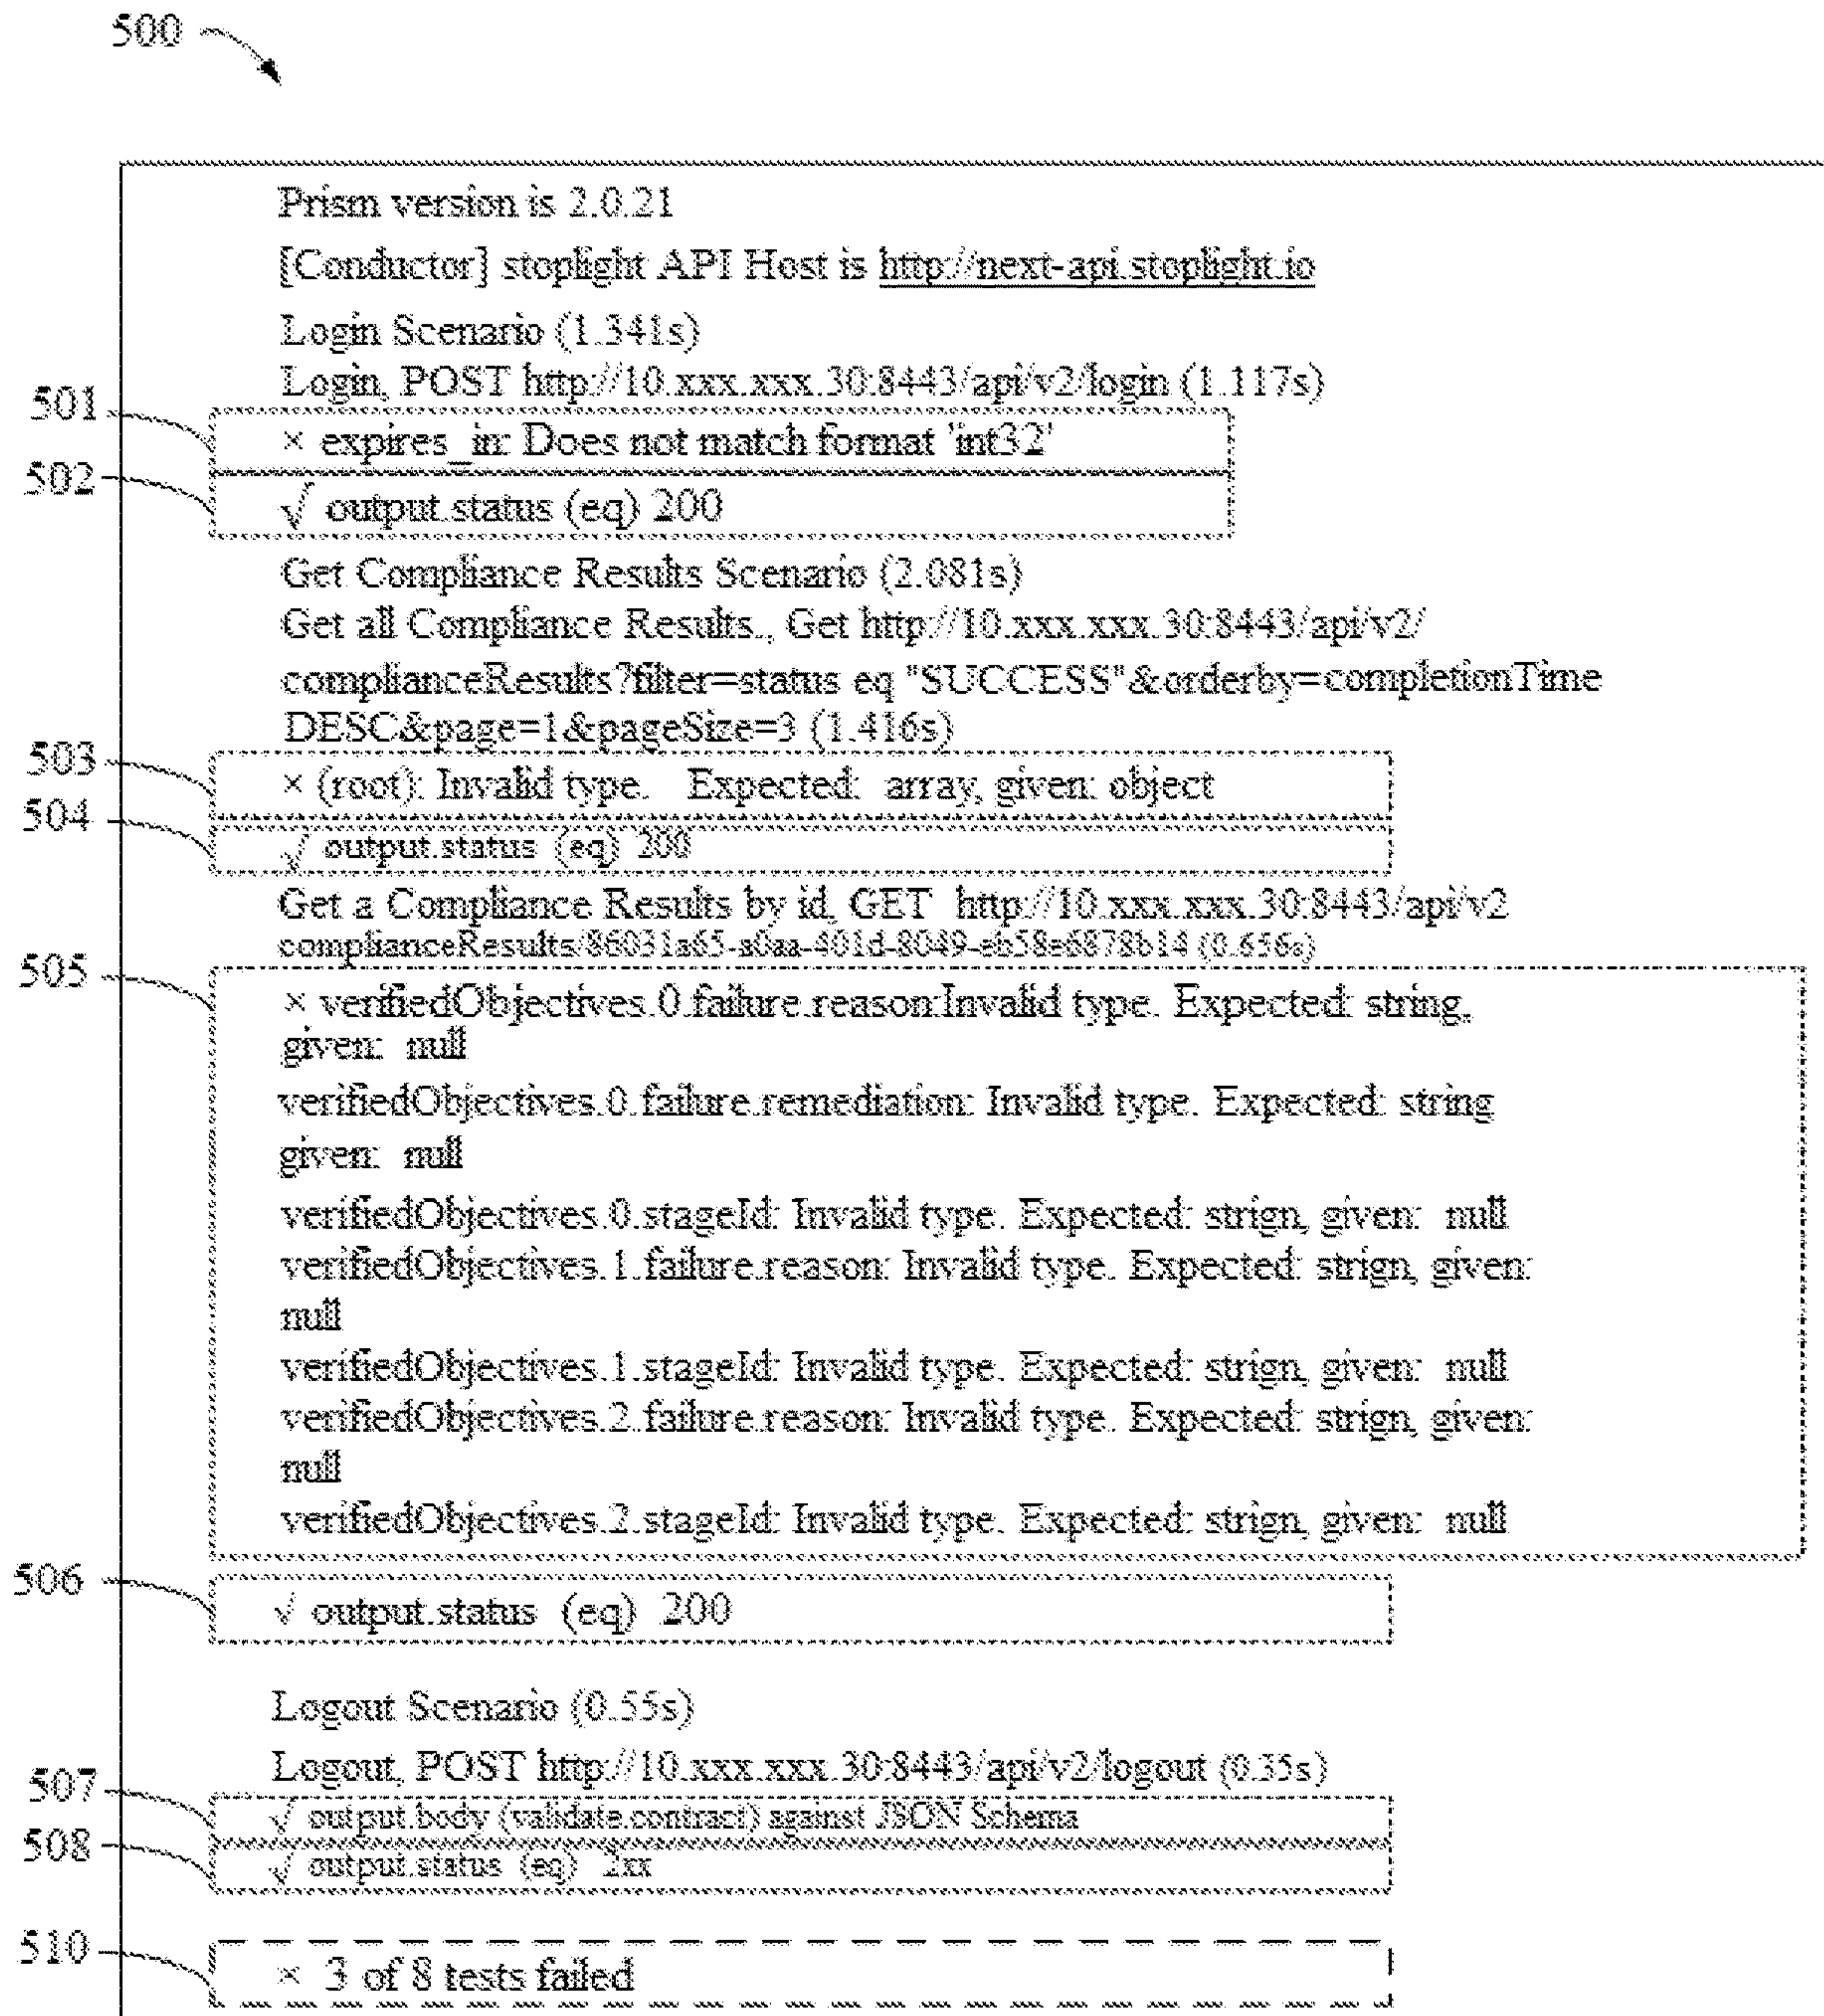 500
Prism version is 2.0.21
[Conductor] stoplight API Host is http://next-api.stoplight.io
Login Scenario (1.341s)
Login, POST http://10.xxx.xxx.30:8443/api/v2/login (1.117s)
501
× expires_in: Does not match format 'int32'
502
√ output.status (eq) 200
Get Compliance Results Scenario (2.081s)
Get all Compliance Results., Get http://10.xxx.xxx.30:8443/api/v2/
complianceResults?filter=status eq "SUCCESS"&orderby=completionTime
DESC&page=1&pageSize=3 (1.416s)
503
× (root): Invalid type. Expected: array, given: object
504
√ output.status (eq) 200
Get a Compliance Results by id, GET http://10.xxx.xxx.30:8443/api/v2
complianceResults/86031a65-a0aa-401d-8049-eb58e6878b14 (0.656s)
505
× verifiedObjectives.0.failure.reason:Invalid type. Expected: string,
given: null
verifiedObjectives.0.failure.remediation: Invalid type. Expected: string
given: null
verifiedObjectives.0.stageId: Invalid type. Expected: strign, given: null
verifiedObjectives.1.failure.reason: Invalid type. Expected: strign, given:
null
verifiedObjectives.1.stageId: Invalid type. Expected: strign, given: null
verifiedObjectives.2.failure.reason: Invalid type. Expected: strign, given:
null
verifiedObjectives.2.stageId: Invalid type. Expected: strign, given: null
506
√ output.status (eq) 200
Logout Scenario (0.55s)
Logout, POST http://10.xxx.xxx.30:8443/api/v2/logout (0.35s)
507
√ output.body (validate.contract) against JSON Schema
508
√ output.status (eq) 2xx
510
× 3 of 8 tests failed